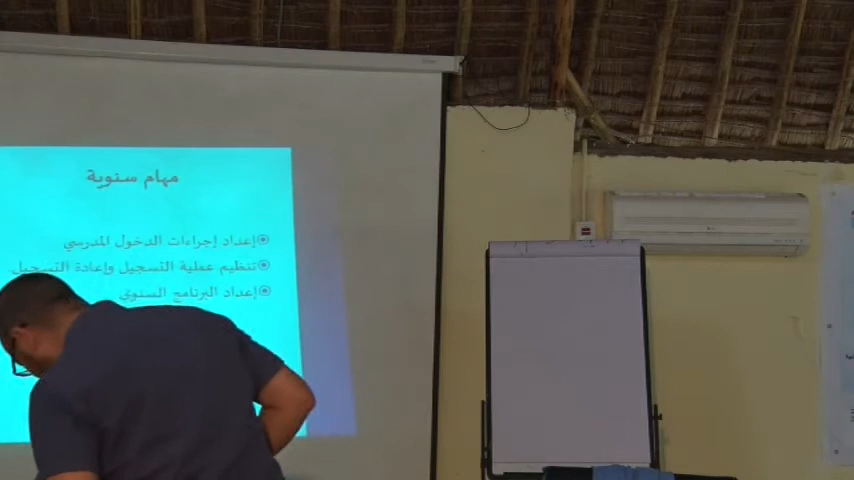 مهام سنوية
إعداد إجراءات الدخول المدرسي
تنظيم عملية التسجيل وإعادة التسجيل
إعداد البرنامج السنوي